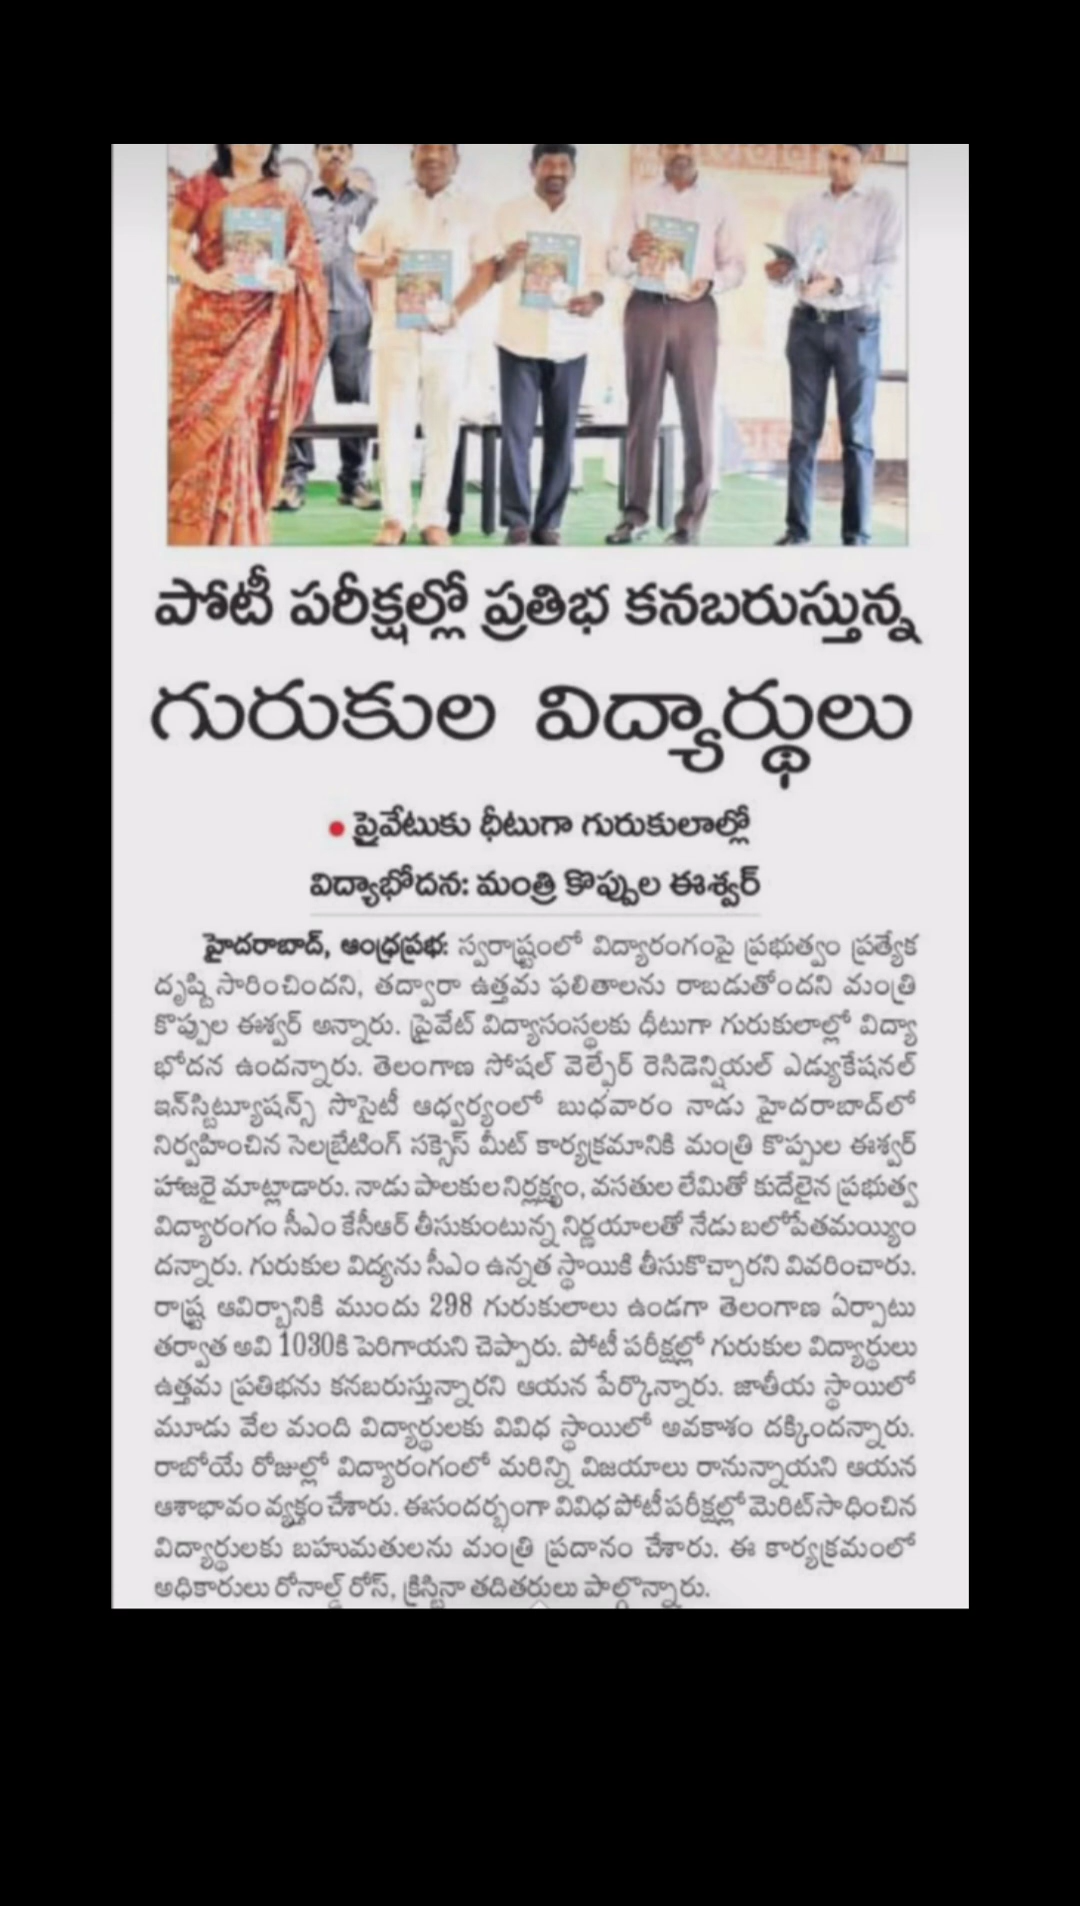 పోటీ పరీక్షల్లో ప్రతిభ కనబరుస్తున్న
గురుకుల విద్యార్థులు
• ప్రైవేటుకు ధీటుగా గురుకులాల్లో
విద్యాభోదన: మంత్రి కొప్పుల ఈశ్వర్
హైదరాబాద్, ఆంధ్రప్రభ: స్వరాష్ట్రంలో విద్యారంగంపై ప్రభుత్వం ప్రత్యేక
దృష్టి సారించిందని, తద్వారా ఉత్తమ ఫలితాలను రాబడుతోందని మంత్రి
కొప్పుల ఈశ్వర్ అన్నారు. ప్రైవేట్ విద్యాసంస్థలకు ధీటుగా గురుకులాల్లో విద్యా
భోదన ఉందన్నారు. తెలంగాణ సోషల్ వెల్ఫేర్ రెసిడెన్షియల్ ఎడ్యుకేషనల్
ఇన్‌స్టిట్యూషన్స్ సొసైటీ ఆధ్వర్యంలో బుధవారం నాడు హైదరాబాద్‌లో
నిర్వహించిన సెలబ్రేటింగ్ సక్సెస్ మీట్ కార్యక్రమానికి మంత్రి కొప్పుల ఈశ్వర్
హాజరై మాట్లాడారు. నాడు పాలకుల నిర్లక్ష్యం, వసతుల లేమితో కుదేలైన ప్రభుత్వ
విద్యారంగం సీఎం కేసీఆర్ తీసుకుంటున్న నిర్ణయాలతో నేడు బలోపేతమయ్యిం
దన్నారు. గురుకుల విద్యను సీఎం ఉన్నత స్థాయికి తీసుకొచ్చారని వివరించారు.
రాష్ట్ర ఆవిర్భానికి ముందు 298 గురుకులాలు ఉండగా తెలంగాణ ఏర్పాటు
తర్వాత అవి 1030కి పెరిగాయని చెప్పారు. పోటీ పరీక్షల్లో గురుకుల విద్యార్థులు
ఉత్తమ ప్రతిభను కనబరుస్తున్నారని ఆయన పేర్కొన్నారు. జాతీయ స్థాయిలో
మూడు వేల మంది విద్యార్థులకు వివిధ స్థాయిలో అవకాశం దక్కిందన్నారు.
రాబోయే రోజుల్లో విద్యారంగంలో మరిన్ని విజయాలు రానున్నాయని ఆయన
ఆశాభావం వ్యక్తం చేశారు. ఈసందర్భంగా వివిధ పోటీ పరీక్షల్లో మెరిట్ సాధించిన
విద్యార్థులకు బహుమతులను మంత్రి ప్రదానం చేశారు. ఈ కార్యక్రమంలో
అధికారులు రోనాల్డ్ రోస్, క్రిస్టినా తదితరులు పాల్గొన్నారు.